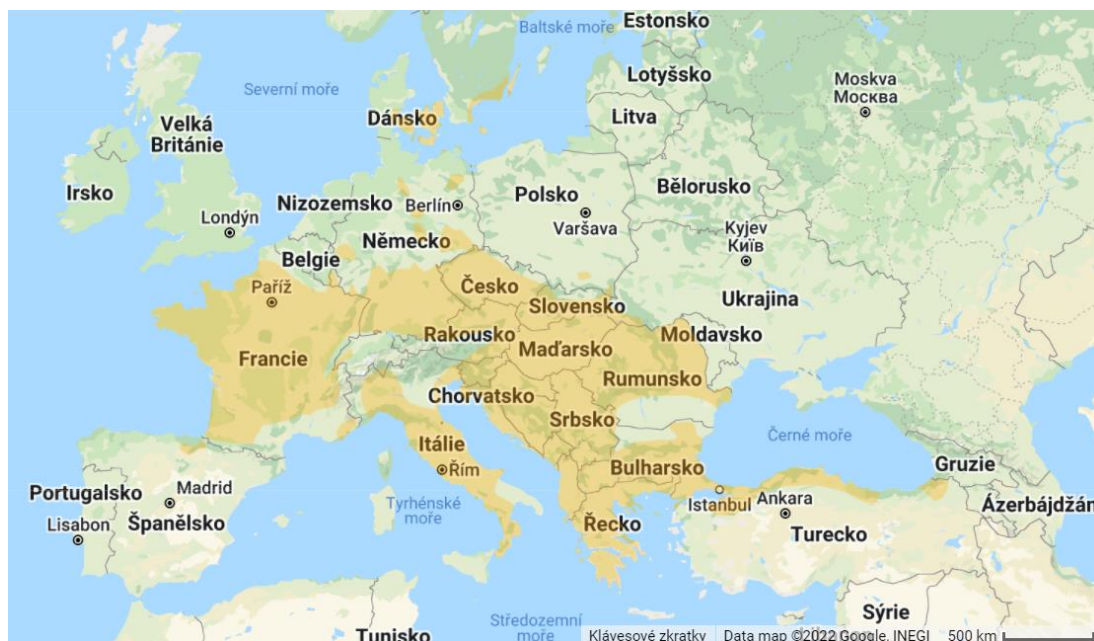 Baltské moře
Estonsko
Lotyšsko
Moskva
Москва
Severní moře
Dánsko
Litva
Velká
Británie
Irsko
Bělorusko
Nizozemsko
Berlín
Polsko
Varšava
Londýn
Německo
Kyjev
Київ
Belgie
Paříž
Česko
Slovensko
Ukrajina
Rakousko
Moldavsko
Maďarsko
Francie
Rumunsko
Chorvatsko
Srbsko
Itálie
Černé moře
Řím
Bulharsko
Gruzie
Portugalsko
Madrid
Tyrhénské
moře
Istanbul
Ankara
Ázerbájdžán
Lisabon
Španělsko
Řecko
Turecko
Středozemní
moře
Sýrie
Tunisko
Klávesové zkratky
Data map ©2022 Google, INEGI
500 km